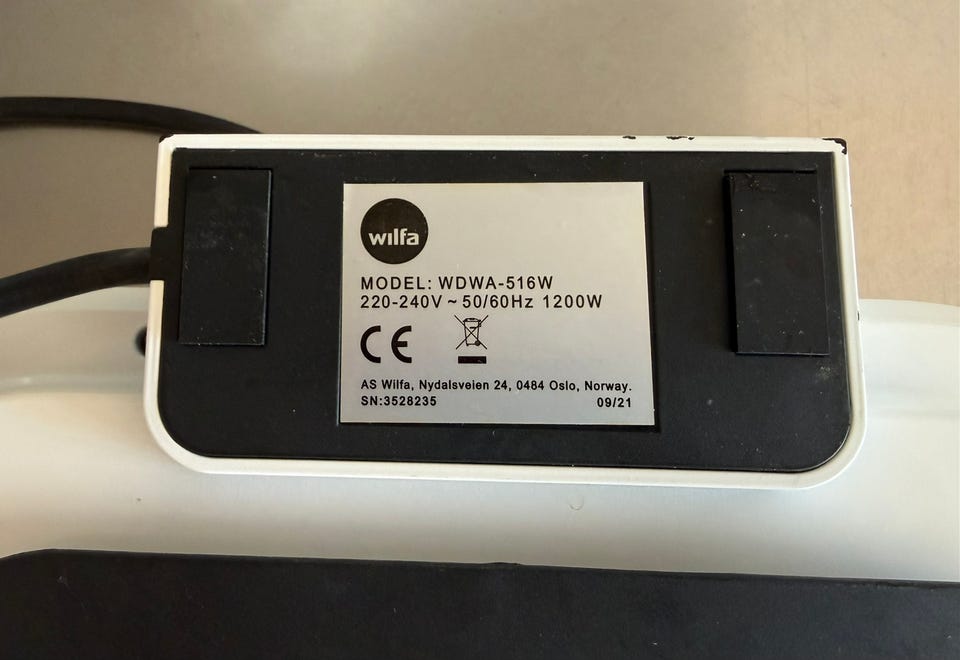 wilfa
MODEL: WDWA-516W
220-240V ~ 50/60Hz 1200W
CE
AS Wilfa, Nydalsveien 24, 0484 Oslo, Norway.
SN:3528235 09/21